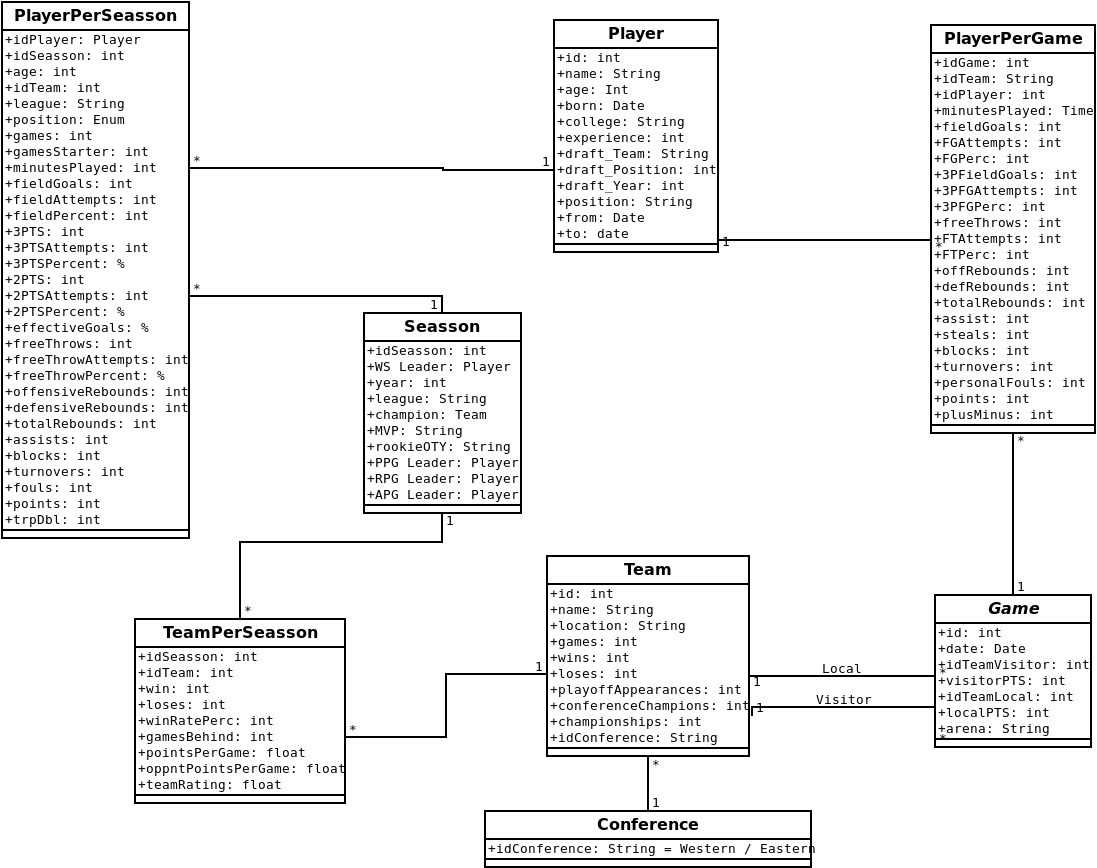 PlayerPerSeasson
+idPlayer: Player
+idSeasson: int
+age: int
+idTeam: int
+league: String
+position: Enum
+games: int
+gamesStarter: int
+minutesPlayed: int
+fieldGoals: int
+fieldAttempts: int
+fieldPercent: int
+3PTS: int
+3PTSAttempts: int
+3PTSPercent: %
+2PTS: int
+2PTSAttempts: int
+2PTSPercent: %
+effectiveGoals: %
+freeThrows: int
+freeThrowAttempts: int
+freeThrowPercent: %
+offensiveRebounds: int
+defensiveRebounds: int
+totalRebounds: int
+assists: int
+blocks: int
+turnovers: int
+fouls: int
+points: int
+trpDbl: int
*
1
*
1
Player
+id: int
+name: String
+age: Int
+born: Date
+college: String
+experience: int
+draft_Team: String
+draft_Position: int
+draft_Year: int
+position: String
+from: Date
+to: date
1
*
PlayerPerGame
+idGame: int
+idTeam: String
+idPlayer: int
+minutesPlayed: Time
+fieldGoals: int
+FGAttempts: int
+FGPerc: int
+3PFieldGoals: int
+3PFGAttempts: int
+3PFGPerc: int
+freeThrows: int
+FTAttempts: int
+FTPerc: int
+offRebounds: int
+defRebounds: int
+totalRebounds: int
+assist: int
+steals: int
+blocks: int
+turnovers: int
+personalFouls: int
+points: int
+plusMinus: int
*
1
Seasson
+idSeasson: int
+WS Leader: Player
+year: int
+league: String
+champion: Team
+MVP: String
+rookieOTY: String
+PPG Leader: Player
+RPG Leader: Player
+APG Leader: Player
1
*
TeamPerSeasson
+idSeasson: int
+idTeam: int
+win: int
+loses: int
+winRatePerc: int
+gamesBehind: int
+pointsPerGame: float
+oppntPointsPerGame: float
+teamRating: float
*
1
Team
+id: int
+name: String
+location: String
+games: int
+wins: int
+loses: int
+playoffAppearances: int
+conferenceChampions: int
+championships: int
+idConference: String
1
Local
*
1
Visitor
*
Game
+id: int
+date: Date
+idTeamVisitor: int
+visitorPTS: int
+idTeamLocal: int
+localPTS: int
+arena: String
*
1
Conference
+idConference: String = Western / Eastern